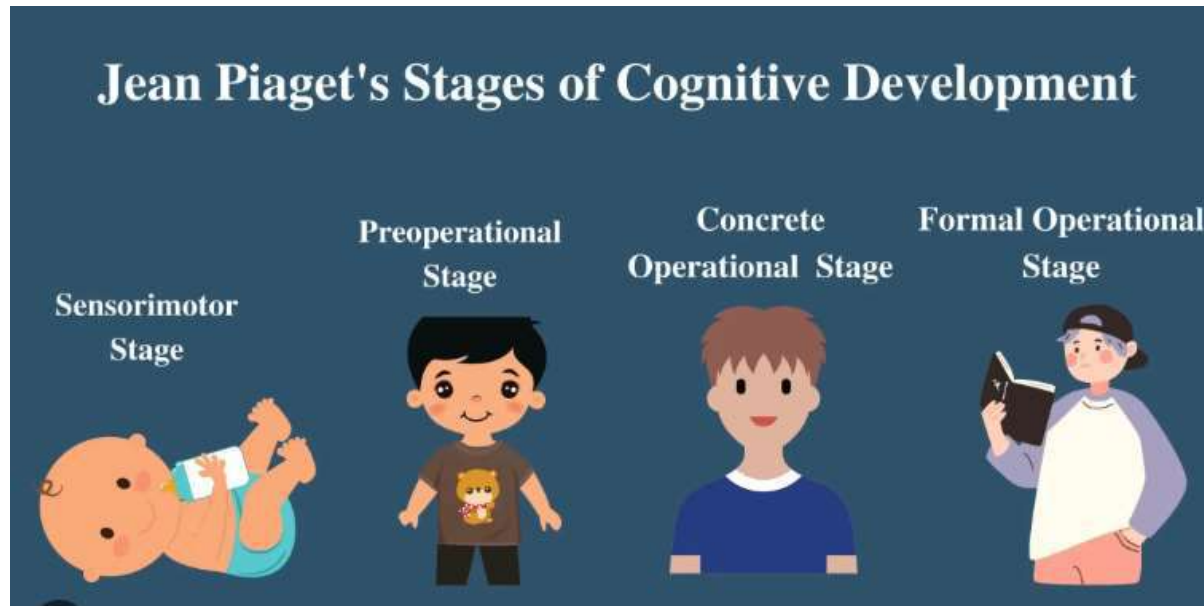 Jean Piaget's Stages of Cognitive Development
Sensorimotor
Stage
Preoperational
Stage
Concrete
Operational Stage
Formal Operational
Stage